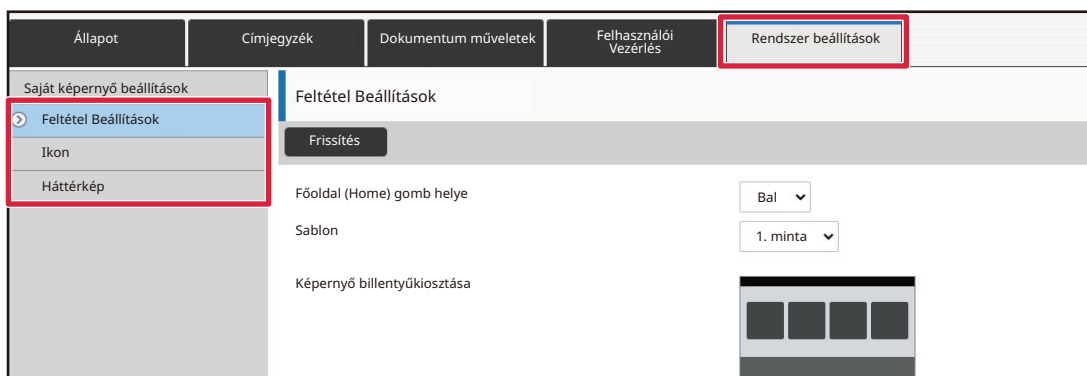 Állapot
Címjegyzék
Dokumentum műveletek
Felhasználói
Vezérlés
Rendszer beállítások
Saját képernyő beállítások
Feltétel Beállítások
Ikon
Háttérkép
Feltétel Beállítások
Frissítés
Főoldal (Home) gomb helye
Bal
Sablon
1. minta
Képernyő billentyűkiosztása